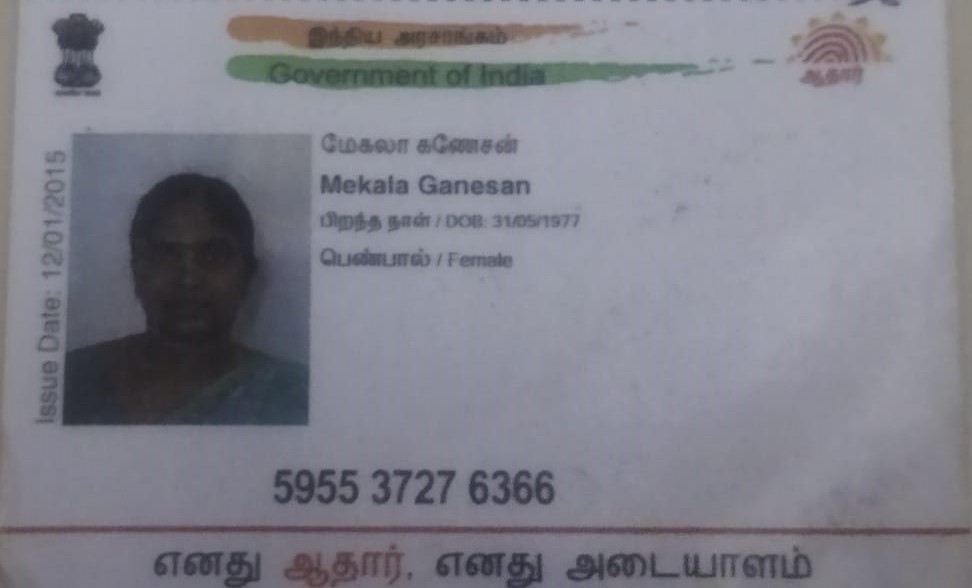 இந்திய அரசாங்கம்
Government of India
ஆதார்
Issue Date: 12/01/2015
மேகலா கணேசன்
Mekala Ganesan
பிறந்த நாள் / DOB: 31/05/1977
பெண்பால் / Female
5955 3727 6366
எனது ஆதார், எனது அடையாளம்